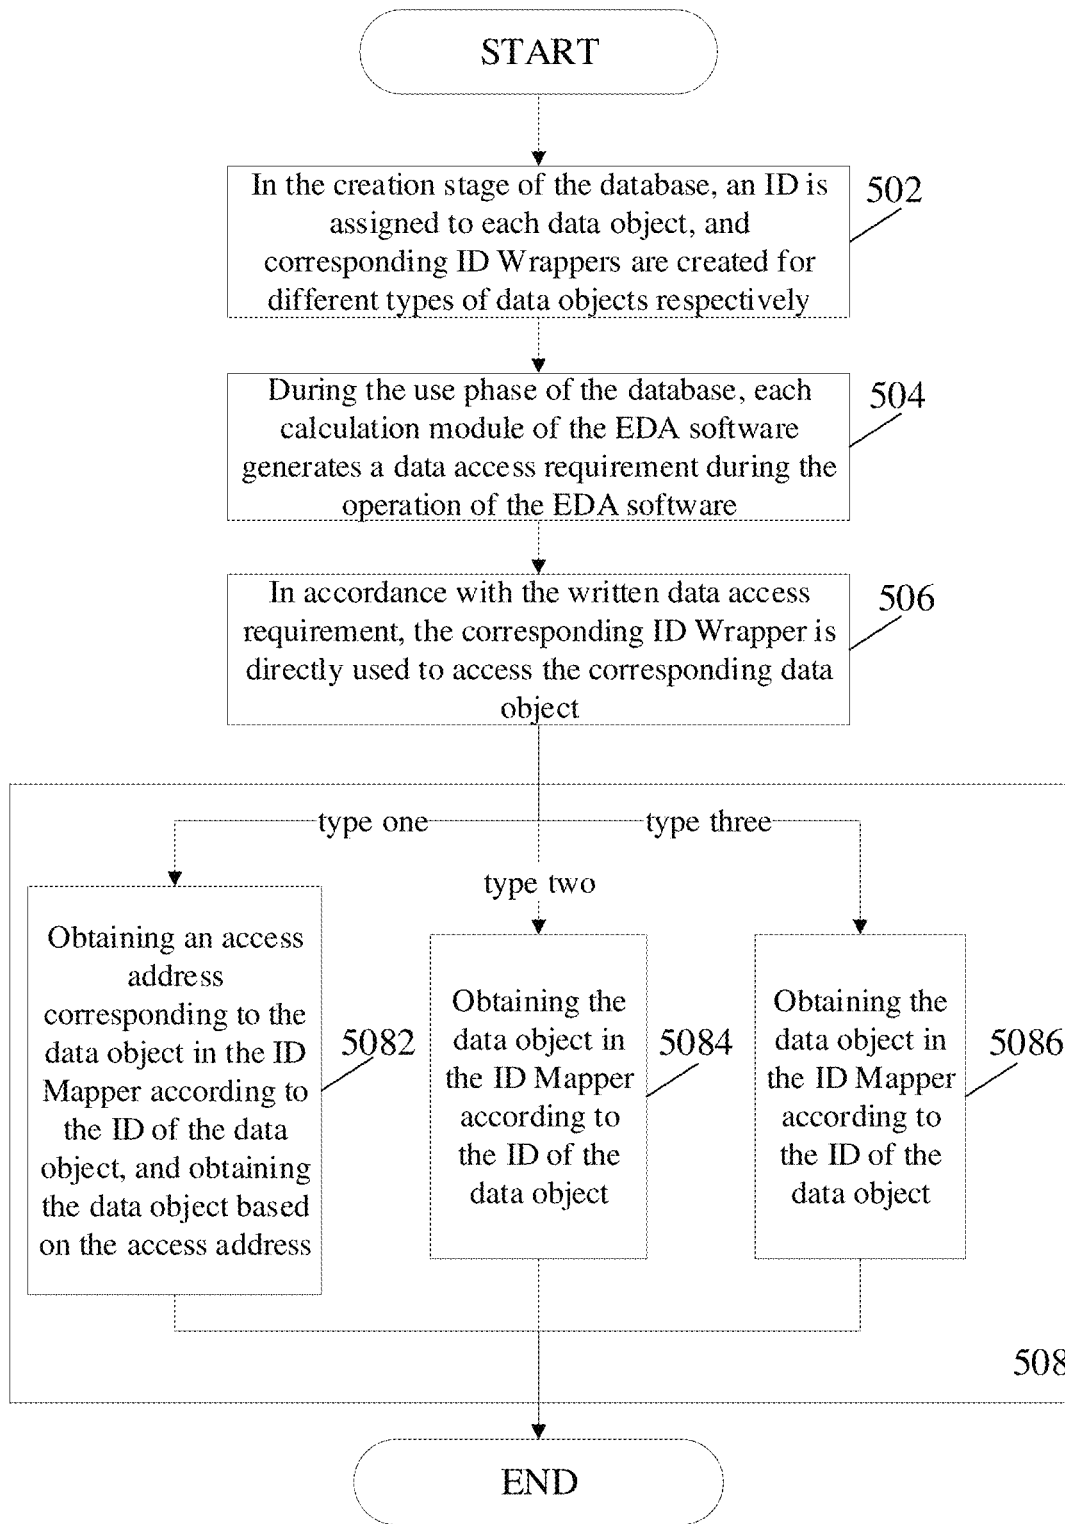 START
In the creation stage of the database, an ID is
assigned to each data object, and
corresponding ID Wrappers are created for
different types of data objects respectively
502
During the use phase of the database, each
calculation module of the EDA software
generates a data access requirement during the
operation of the EDA software
504
In accordance with the written data access
requirement, the corresponding ID Wrapper is
directly used to access the corresponding data
object
506
type one
type two
type three
Obtaining an access
address
corresponding to the
data object in the ID
Mapper according to
the ID of the data
object, and obtaining
the data object based
on the access address
5082
Obtaining the
data object in
the ID Mapper
according to
the ID of the
data object
5084
Obtaining the
data object in
the ID Mapper
according to
the ID of the
data object
5086
508
END